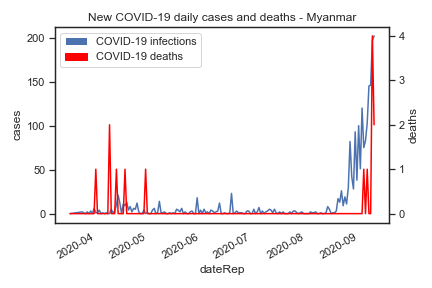 New COVID-19 daily cases and deaths - Myanmar
COVID-19 infections
COVID-19 deaths
200
150
100
50
0
cases
4
3
2
1
0
deaths
2020-04
2020-05
2020-06
2020-07
2020-08
2020-09
dateRep